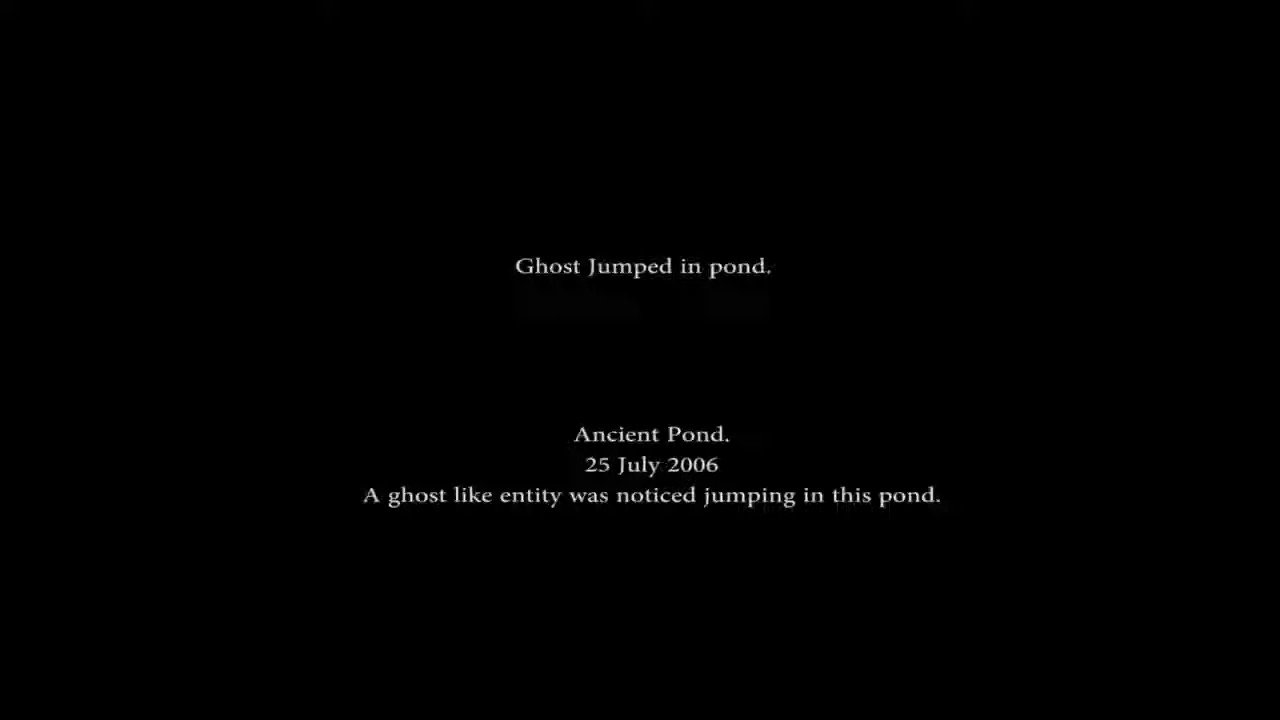 Ghost Jumped in pond.
Ancient Pond.
25 July 2006
A ghost like entity was noticed jumping in this pond.